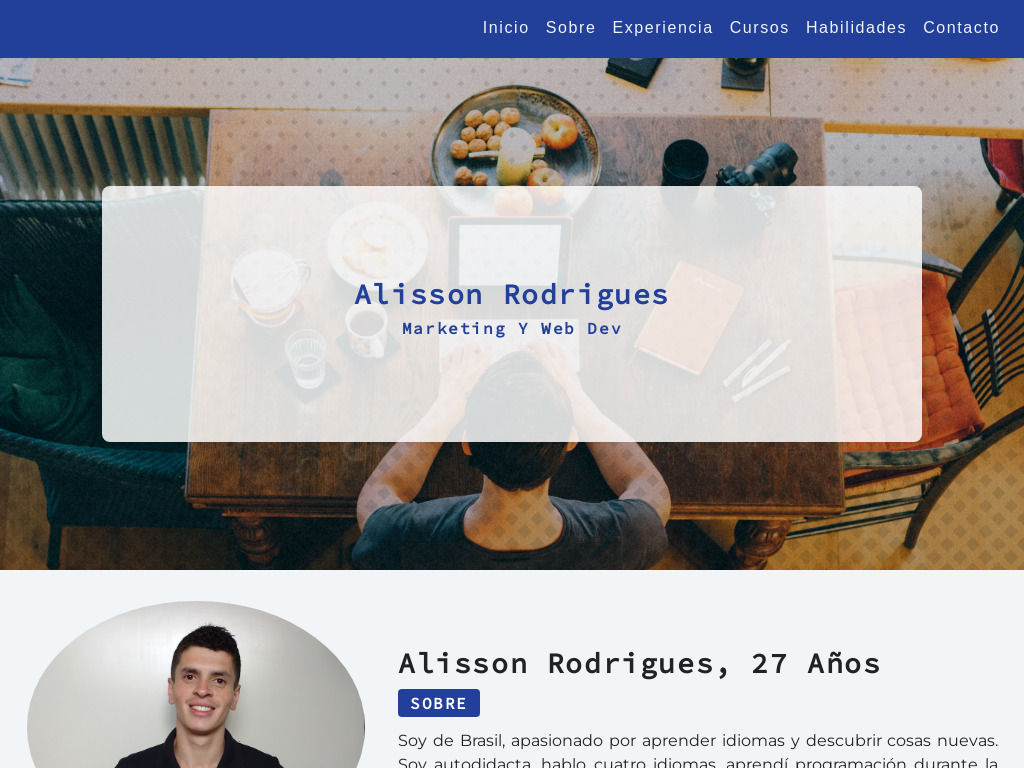 Inicio Sobre Experiencia Cursos Habilidades Contacto
Alisson Rodrigues
Marketing Y Web Dev
Alisson Rodrigues, 27 Años
SOBRE
Soy de Brasil, apasionado por aprender idiomas y descubrir cosas nuevas.
Soy autodidacta, hablo cuatro idiomas, aprendí programación durante la